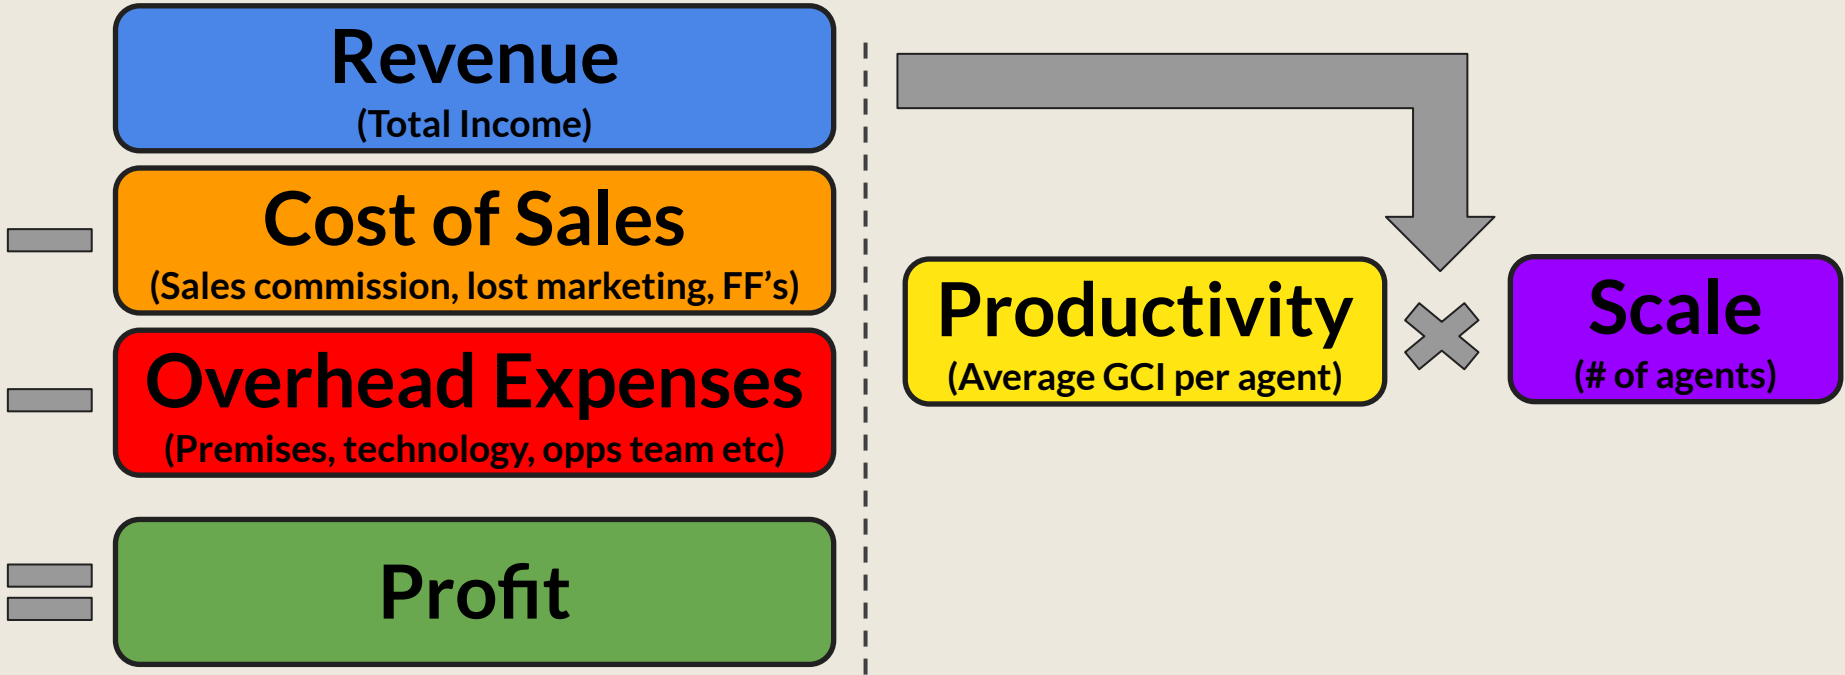 Revenue
(Total Income)
Cost of Sales
(Sales commission, lost marketing, FF's)
Overhead Expenses
(Premises, technology, opps team etc)
Profit
Productivity
(Average GCI per agent)
Scale
(# of agents)